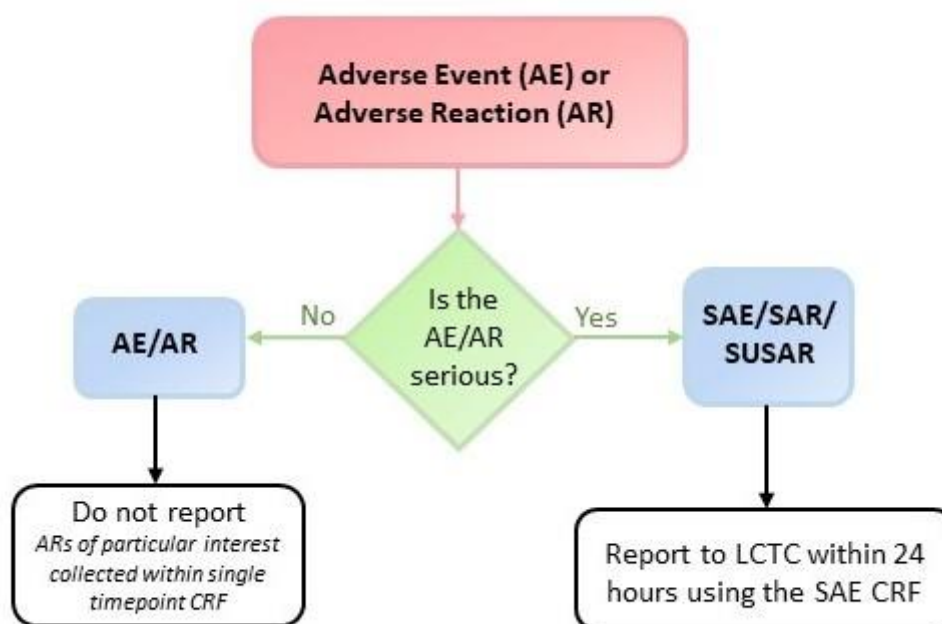 Adverse Event (AE) or
Adverse Reaction (AR)
Is the
AE/AR
serious?
No
Yes
AE/AR
SAE/SAR/
SUSAR
Do not report
ARs of particular interest
collected within single
timepoint CRF
Report to LCTC within 24
hours using the SAE CRF